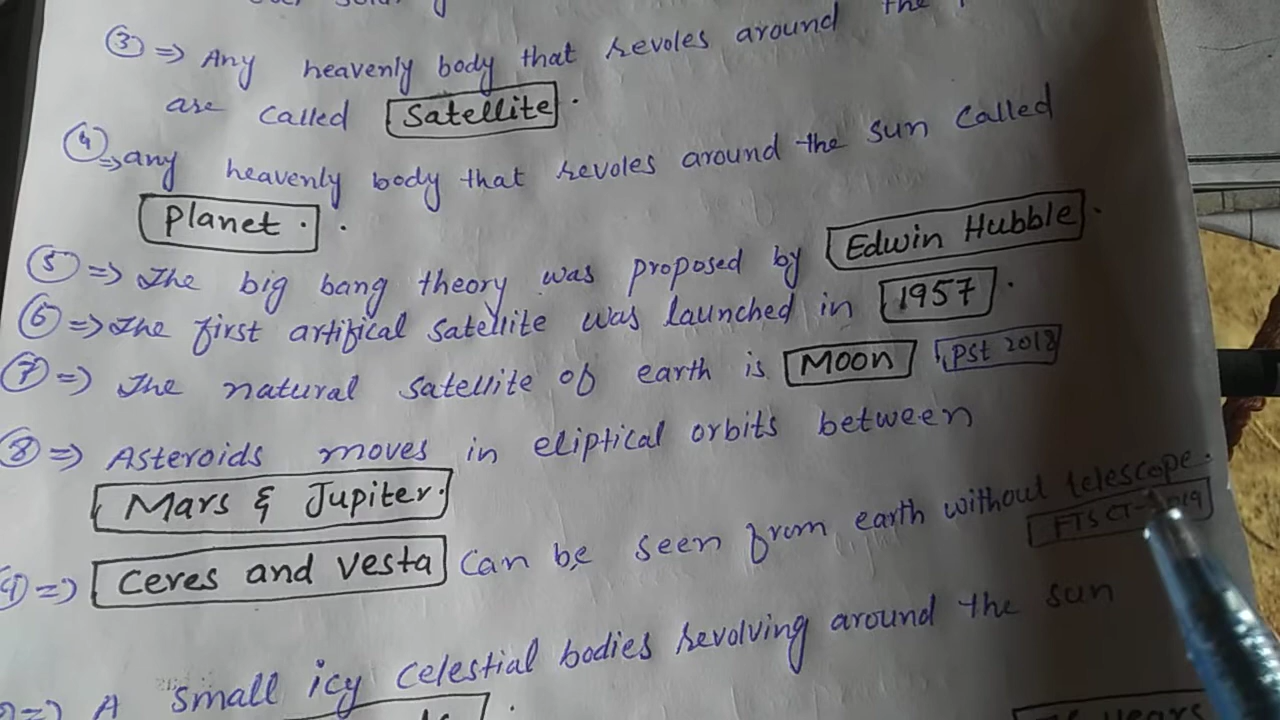 ③ => Any heavenly body that revoles around the
are called Satellite.
④ => any heavenly body that revoles around the sun called
Planet. .
⑤ => The big bang theory was proposed by Edwin Hubble.
⑥ => The first artifical satellite was launched in 1957.
⑦ => The natural satellite of earth is Moon PST 2018
⑧ => Asteroids moves in eliptical orbits between
Mars & Jupiter.
⑨ => Ceres and Vesta can be seen from earth without telescope.
=> A small icy celestial bodies revolving around the sun